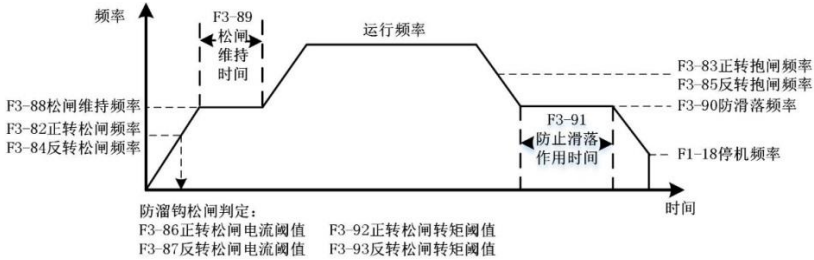 频率
F3-89
松闸
维持
时间
运行频率
F3-83正转抱闸频率
F3-85反转抱闸频率
F3-88松闸维持频率
F3-90防滑落频率
F3-82正转松闸频率
F3-84反转松闸频率
F3-91
防止滑落
作用时间
F1-18停机频率
时间
防溜钩松闸判定：
F3-86正转松闸电流阈值 F3-92正转松闸转矩阈值
F3-87反转松闸电流阈值 F3-93反转松闸转矩阈值